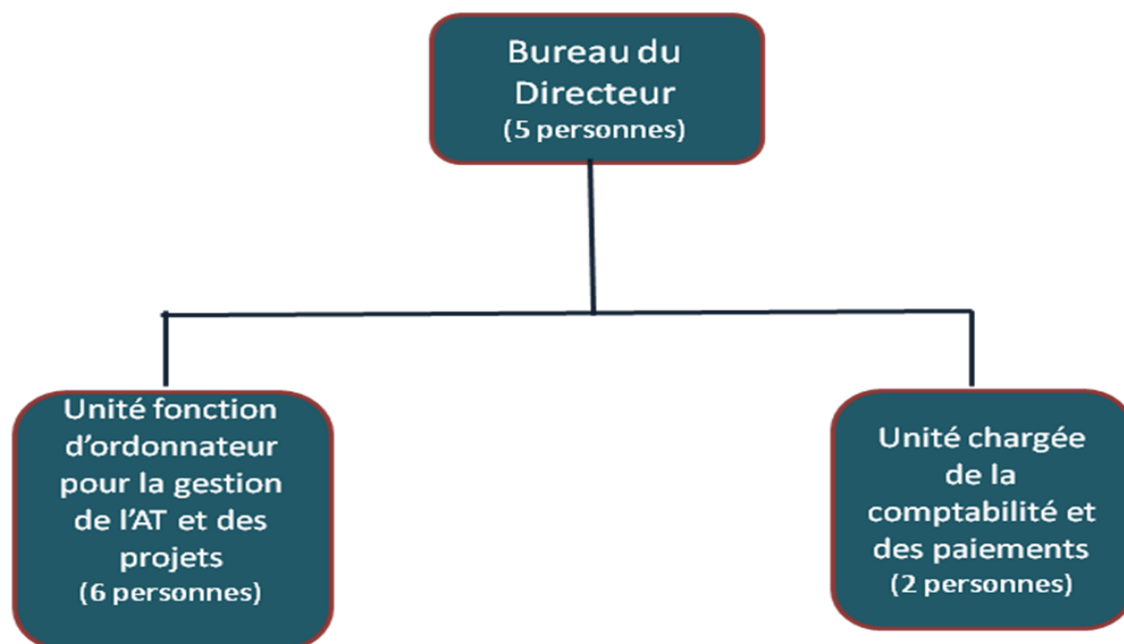 Bureau du
Directeur
(5 personnes)
Unité fonction
d’ordonnateur
pour la gestion
de l’AT et des
projets
(6 personnes)
Unité chargée
de la
comptabilité et
des paiements
(2 personnes)